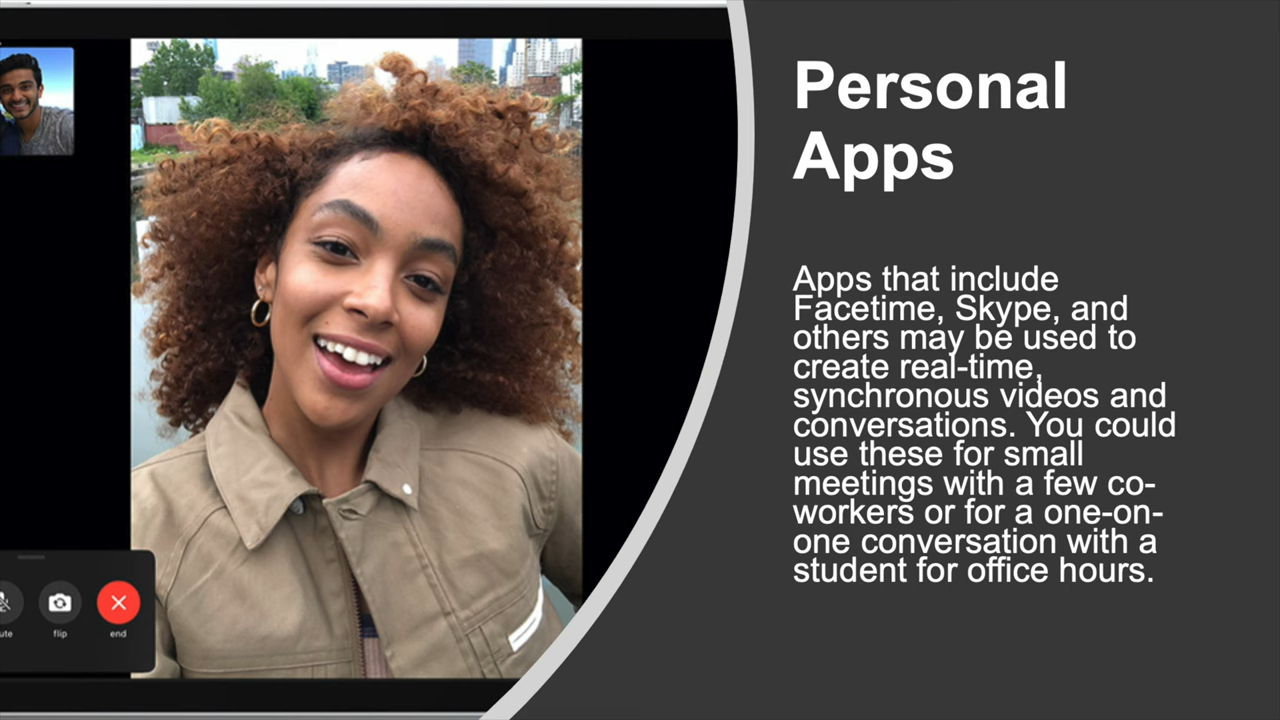 Personal
Apps
Apps that include
Facetime, Skype, and
others may be used to
create real-time,
synchronous videos and
conversations. You could
use these for small
meetings with a few co-
workers or for a one-on-
one conversation with a
student for office hours.
ute
flip
end